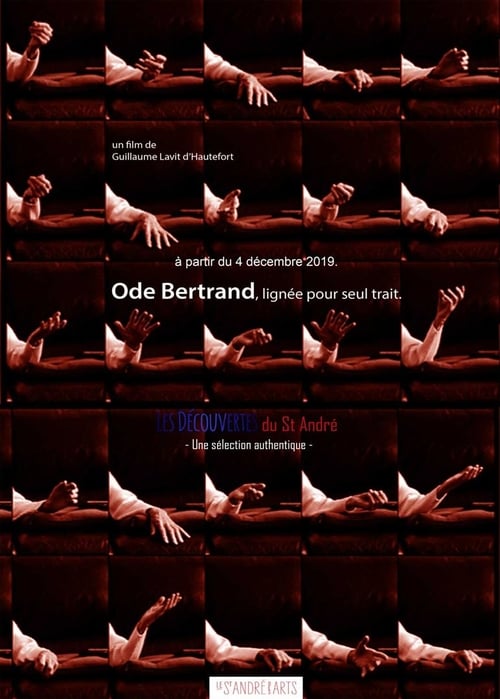 un film de
Guillaume Lavit d'Hautefort
à partir du 4 décembre 2019.
Ode Bertrand, lignée pour seul trait.
LES DÉCOUVERTES du St André
- Une sélection authentique -
LE ST ANDRÉ DES ARTS